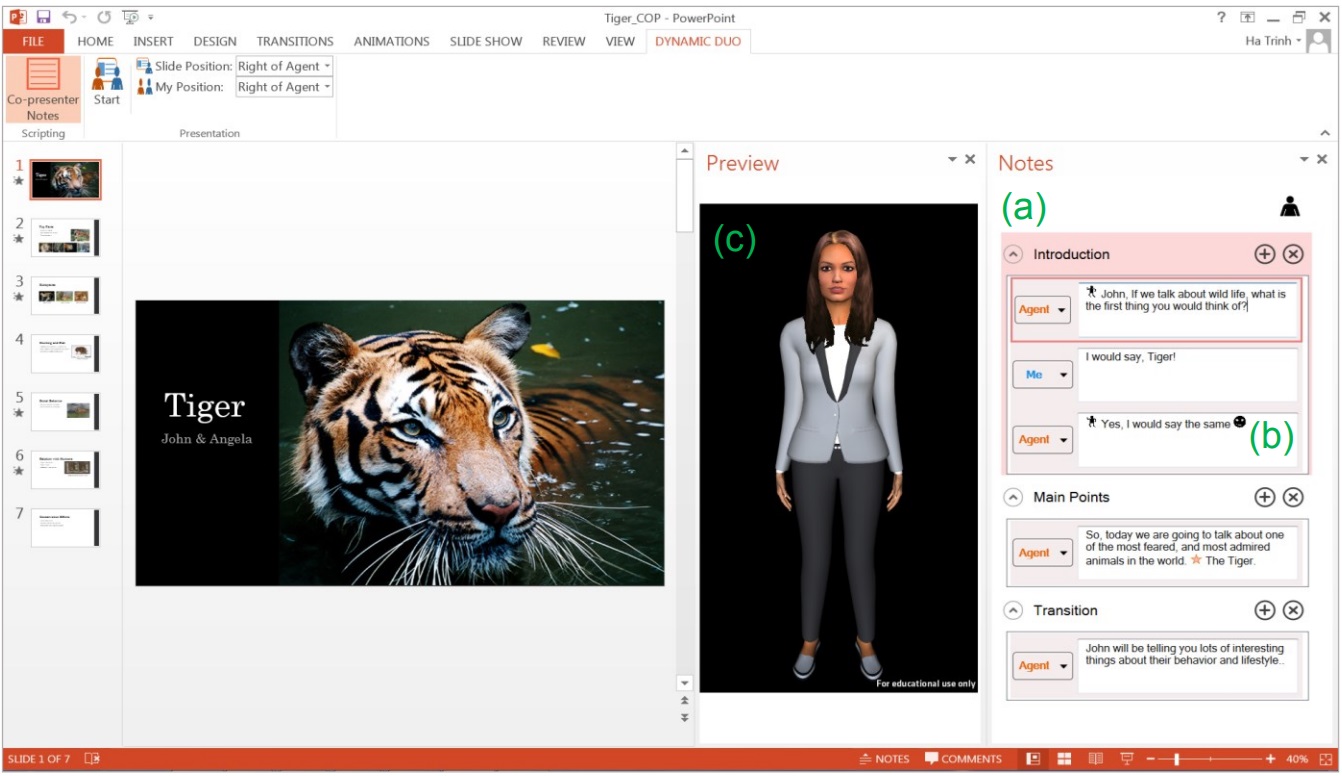 Tiger_COP - PowerPoint
?
FILE HOME INSERT DESIGN TRANSITIONS ANIMATIONS SLIDE SHOW REVIEW VIEW DYNAMIC DUO
Ha Trinh
Co-presenter
Notes
Start
Slide Position: Right of Agent
My Position: Right of Agent
Scripting
Presentation
1
2
3
4
5
6
7
Tiger
John & Angela
Preview
(c)
For educational use only
Notes
(a)
Introduction
Agent
John, If we talk about wild life, what is
the first thing you would think of?
Me
I would say, Tiger!
Agent
Yes, I would say the same
(b)
Main Points
Agent
So, today we are going to talk about one
of the most feared, and most admired
animals in the world. The Tiger.
Transition
Agent
John will be telling you lots of interesting
things about their behavior and lifestyle..
SLIDE 1 OF 7
NOTES
COMMENTS
40%